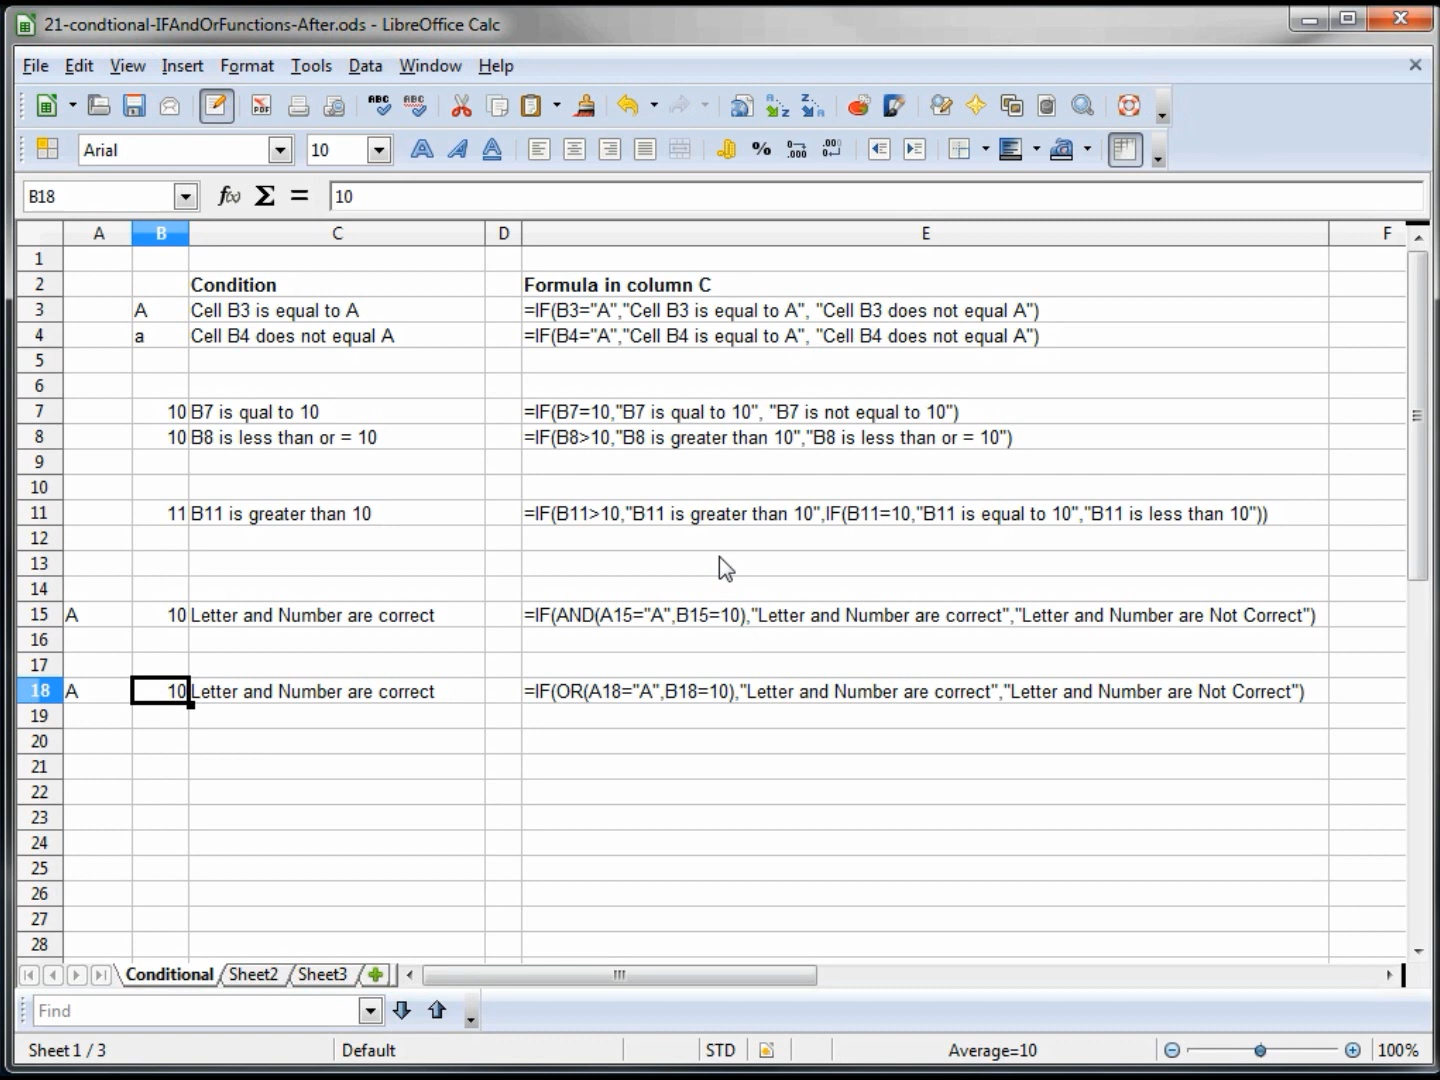 21-condtional-IFAndOrFunctions-After.ods - LibreOffice Calc
File Edit View Insert Format Tools Data Window Help
Arial 10
B18 10
A B C D E F
1
2 Condition Formula in column C
3 A Cell B3 is equal to A =IF(B3="A","Cell B3 is equal to A", "Cell B3 does not equal A")
4 a Cell B4 does not equal A =IF(B4="A","Cell B4 is equal to A", "Cell B4 does not equal A")
5
6
7 10 B7 is qual to 10 =IF(B7=10,"B7 is qual to 10", "B7 is not equal to 10")
8 10 B8 is less than or = 10 =IF(B8>10,"B8 is greater than 10","B8 is less than or = 10")
9
10
11 11 B11 is greater than 10 =IF(B11>10,"B11 is greater than 10",IF(B11=10,"B11 is equal to 10","B11 is less than 10"))
12
13
14
15 A 10 Letter and Number are correct =IF(AND(A15="A",B15=10),"Letter and Number are correct","Letter and Number are Not Correct")
16
17
18 A 10 Letter and Number are correct =IF(OR(A18="A",B18=10),"Letter and Number are correct","Letter and Number are Not Correct")
19
20
21
22
23
24
25
26
27
28
Conditional Sheet2 Sheet3
Find
Sheet 1 / 3 Default STD Average=10 100%